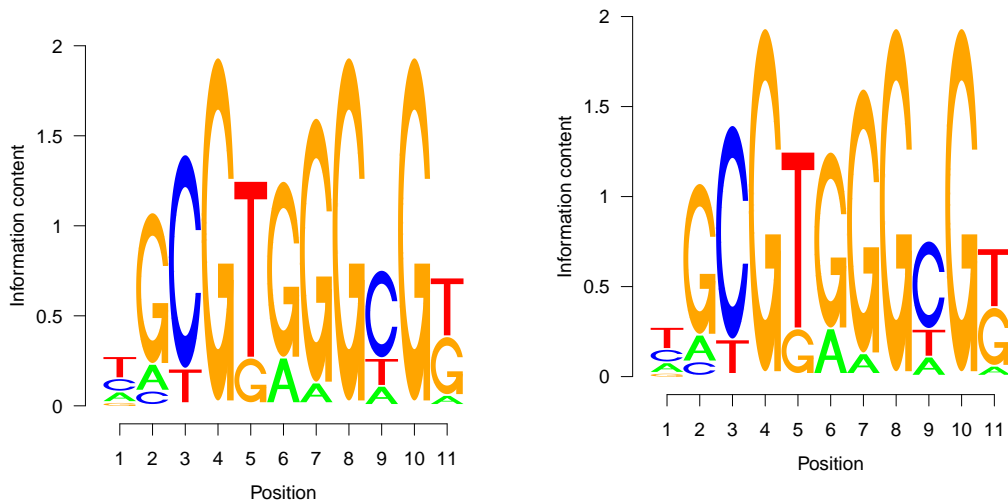 2
1.5
1
0.5
0
Information content
T C A G
G A C
C T
G
T G
G A
G A
G
C T A
G
T G A
1 2 3 4 5 6 7 8 9 10 11
Position
2
1.5
1
0.5
0
Information content
T C A G
G A C
C T
G
T G
G A
G A
G
C T A
G
T G A
1 2 3 4 5 6 7 8 9 10 11
Position